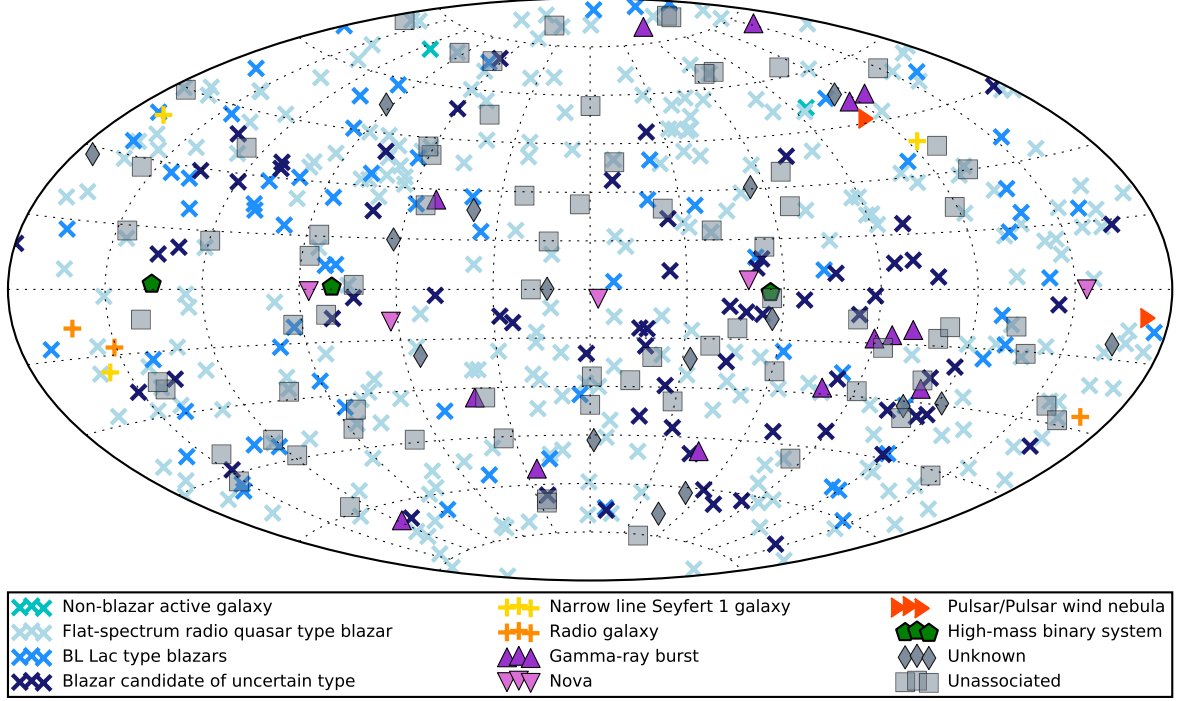 Non-blazar active galaxy
Flat-spectrum radio quasar type blazar
BL Lac type blazars
Blazar candidate of uncertain type
Narrow line Seyfert 1 galaxy
Radio galaxy
Gamma-ray burst
Nova
Pulsar/Pulsar wind nebula
High-mass binary system
Unknown
Unassociated